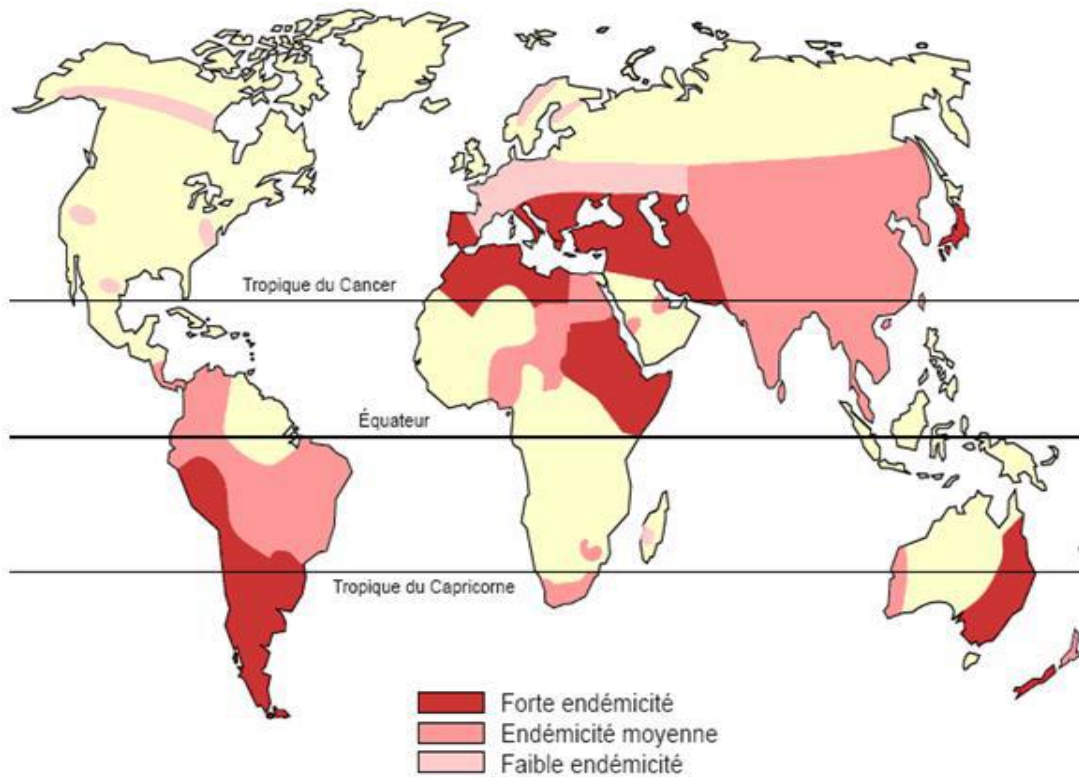 Tropique du Cancer
Équateur
Tropique du Capricorne
Forte endémicité
Endémicité moyenne
Faible endémicité